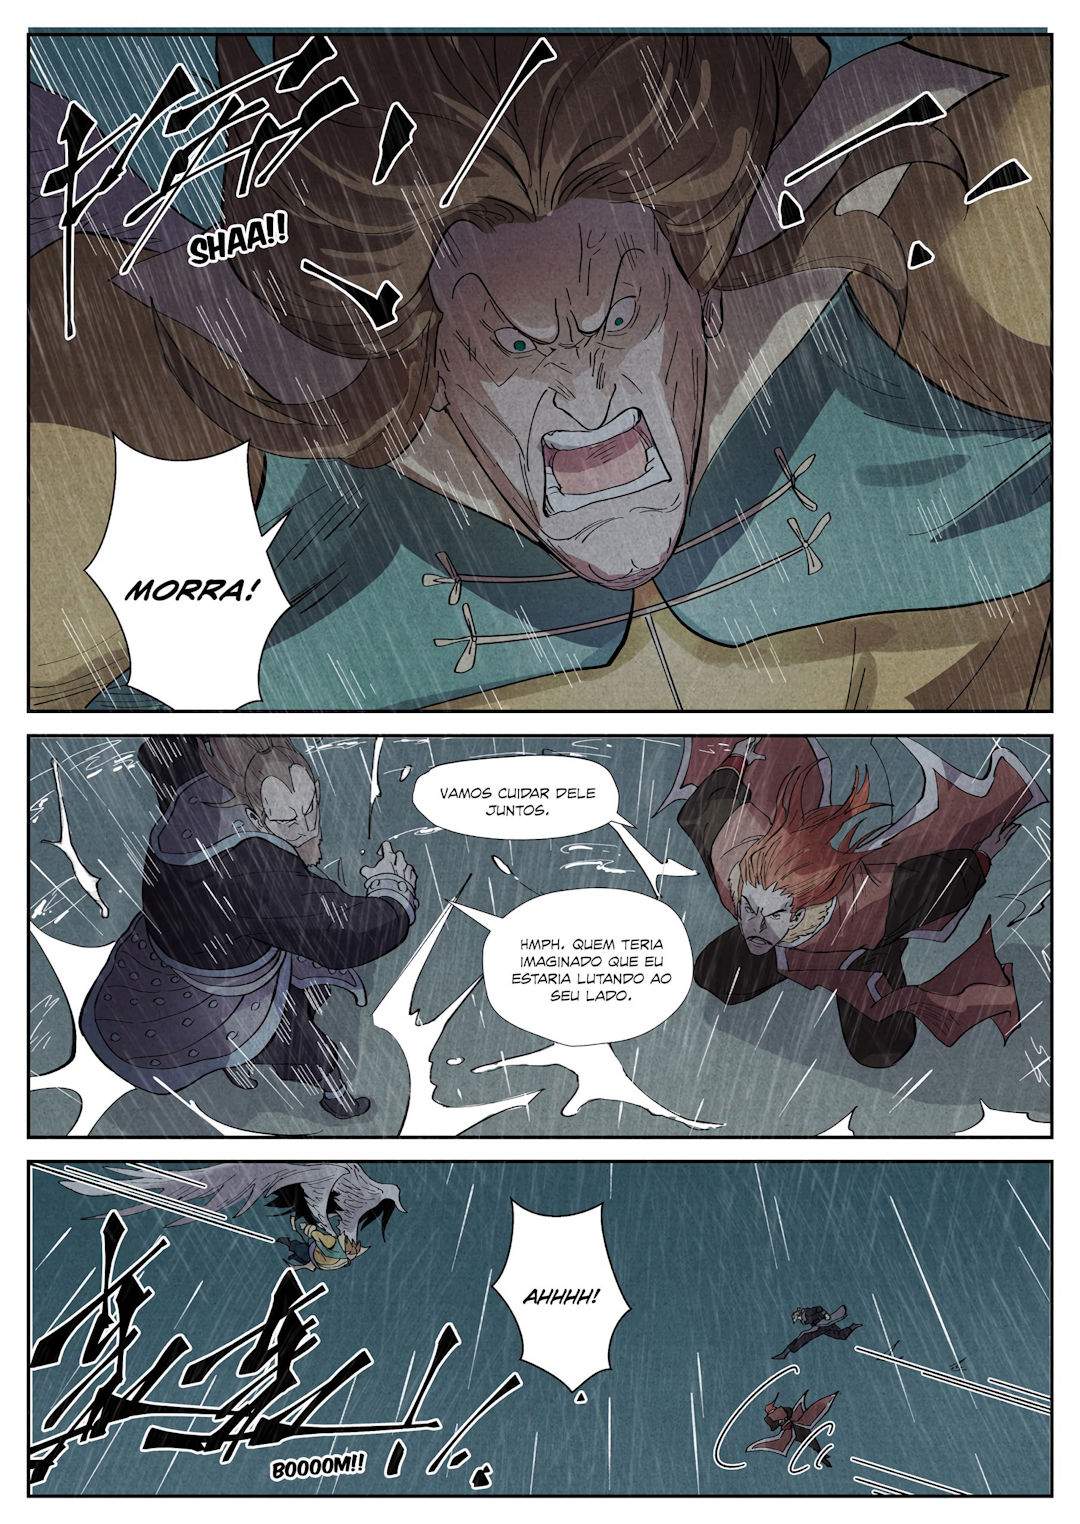 SHAA!!
MORRA!
VAMOS CUIDAR DELE
JUNTOS.
HMPH. QUEM TERIA
IMAGINADO QUE EU
ESTARIA LUTANDO AO
SEU LADO.
AHHHH!
BOOOOM!!